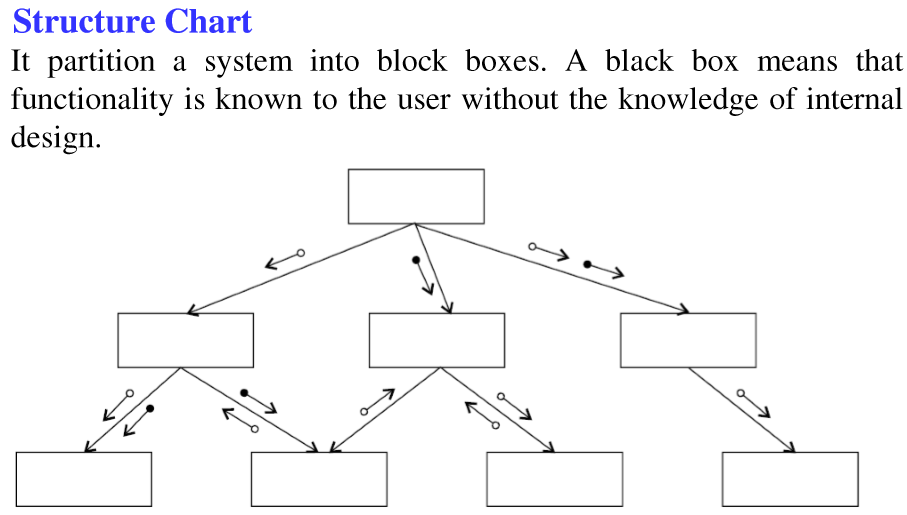 Structure Chart
It partition a system into block boxes. A black box means that
functionality is known to the user without the knowledge of internal
design.